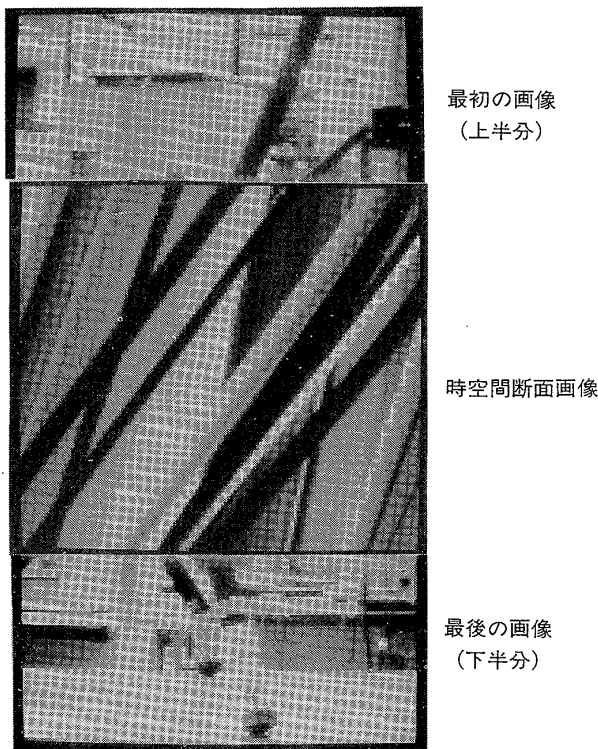 最初の画像
（上半分）
時空間断面画像
最後の画像
（下半分）